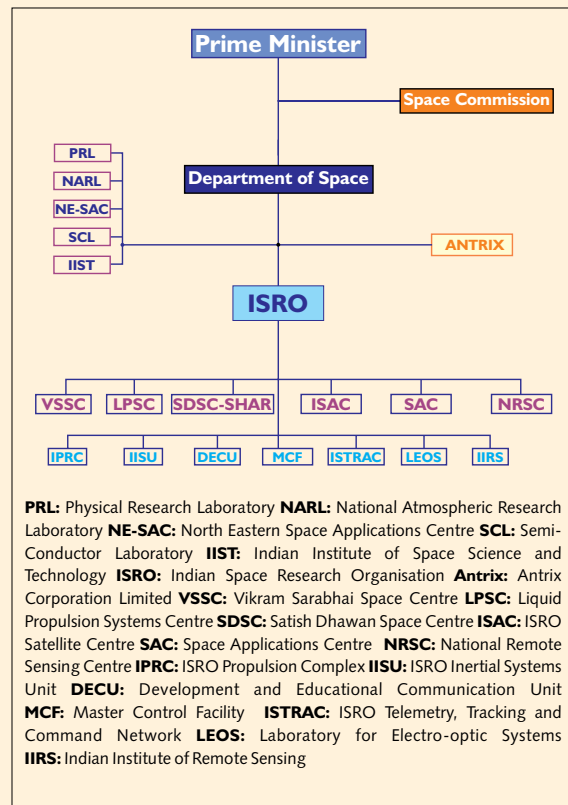 Prime Minister
Space Commission
PRL
Department of Space
NARL
NE-SAC
SCL
ANTRIX
IIST
ISRO
VSSC LPSC SDSC-SHAR ISAC SAC NRSC
IPRC IISU DECU MCF ISTRAC LEOS IIRS
PRL: Physical Research Laboratory NARL: National Atmospheric Research
Laboratory NE-SAC: North Eastern Space Applications Centre SCL: Semi-
Conductor Laboratory IIST: Indian Institute of Space Science and
Technology ISRO: Indian Space Research Organisation Antrix: Antrix
Corporation Limited VSSC: Vikram Sarabhai Space Centre LPSC: Liquid
Propulsion Systems Centre SDSC: Satish Dhawan Space Centre ISAC: ISRO
Satellite Centre SAC: Space Applications Centre NRSC: National Remote
Sensing Centre IPRC: ISRO Propulsion Complex IISU: ISRO Inertial Systems
Unit DECU: Development and Educational Communication Unit
MCF: Master Control Facility ISTRAC: ISRO Telemetry, Tracking and
Command Network LEOS: Laboratory for Electro-optic Systems
IIRS: Indian Institute of Remote Sensing